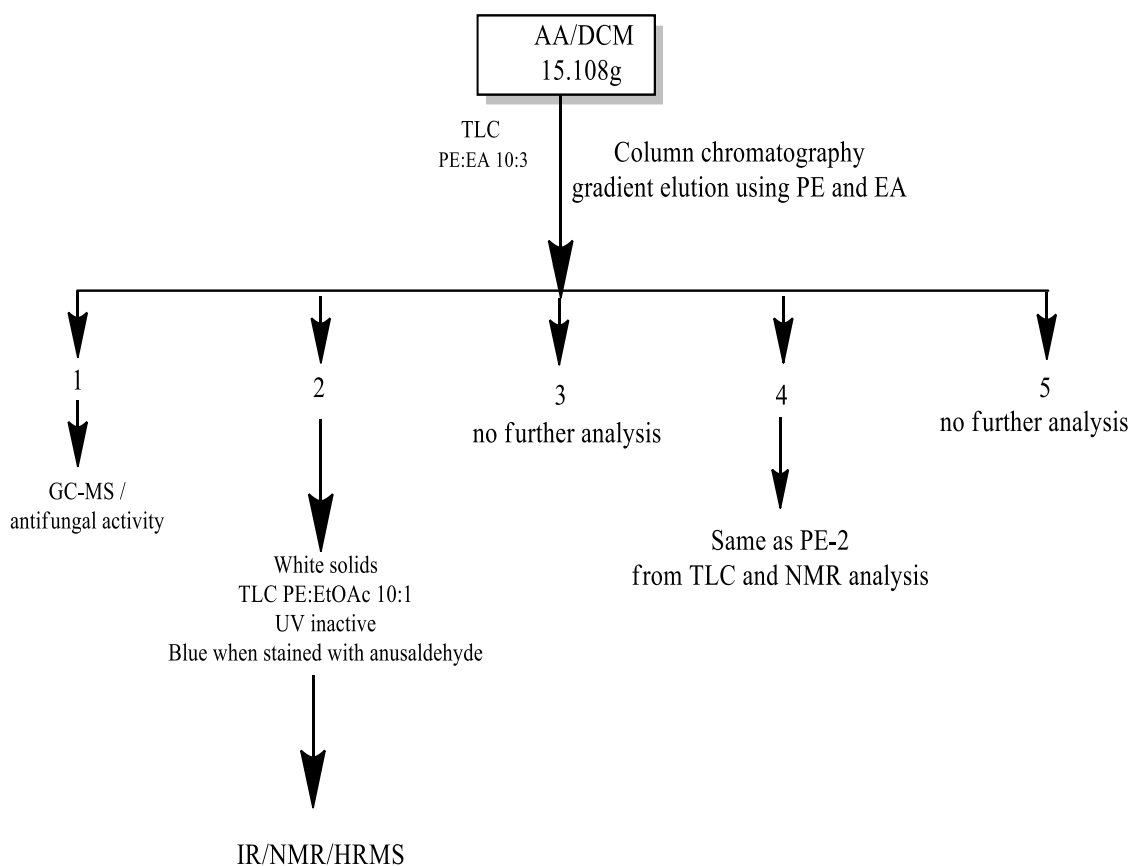 AA/DCM
15.108g
TLC
PE:EA 10:3
Column chromatography
gradient elution using PE and EA
1
GC-MS /
antifungal activity
2
White solids
TLC PE:EtOAc 10:1
UV inactive
Blue when stained with anusaldehyde
IR/NMR/HRMS
3
no further analysis
4
Same as PE-2
from TLC and NMR analysis
5
no further analysis